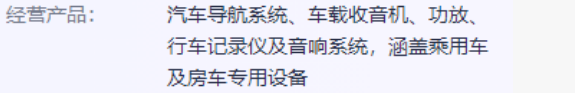 经营产品： 汽车导航系统、车载收音机、功放、
行车记录仪及音响系统，涵盖乘用车
及房车专用设备